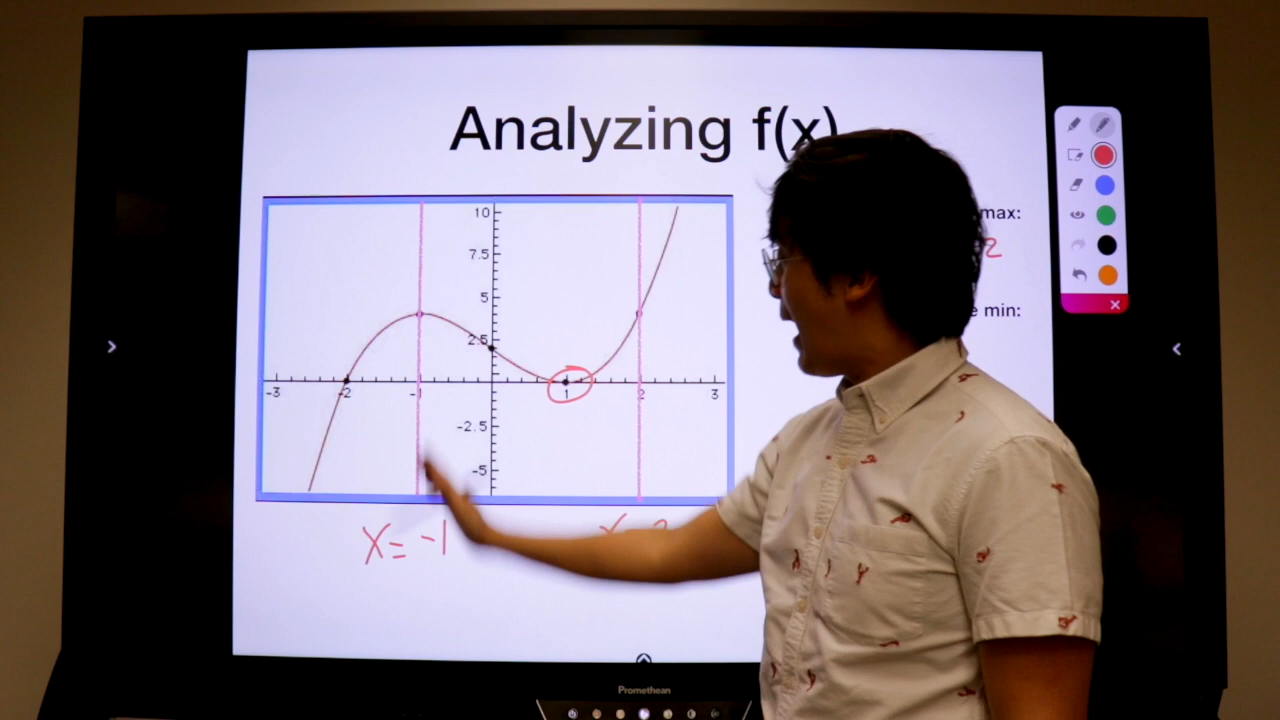 Analyzing f(x)
max:
2
min:
10
7.5
5
2.5
-3 -2 -1 1 2 3
-2.5
-5
X = -1
Promethean